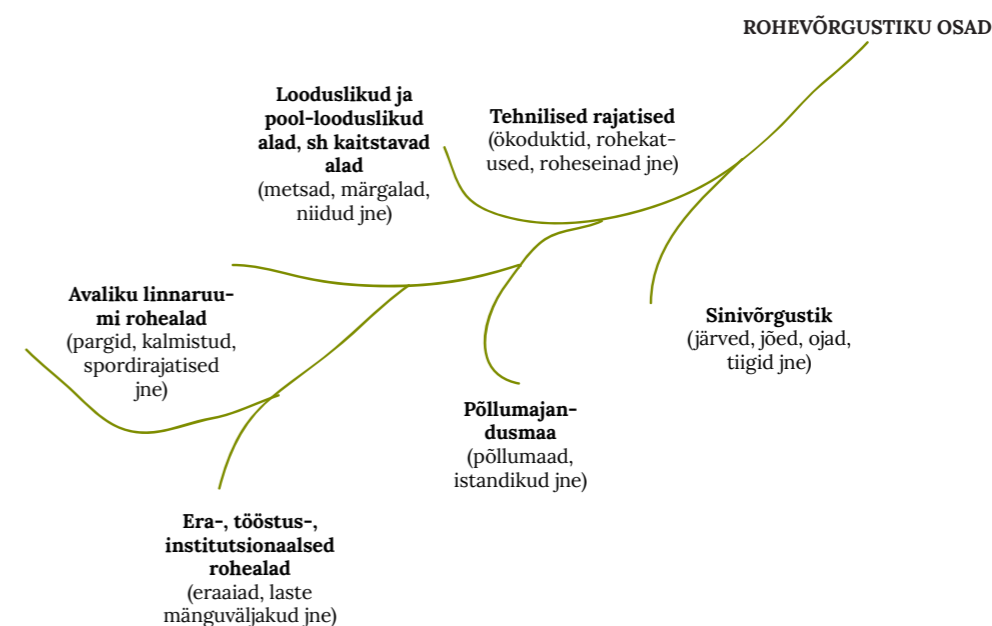 ROHEVÕRGUSTIKU OSAD
Looduslikud ja
pool-looduslikud
alad, sh kaitstavad
alad
(metsad, märgalad,
niidud jne)
Tehnilised rajatised
(ökoduktid, rohekat-
used, roheseinad jne)
Avaliku linnaruu-
mi rohealad
(pargid, kalmistud,
spordirajatised
jne)
Sinivõrgustik
(järved, jõed, ojad,
tiigid jne)
Põllumajan-
dusmaa
(põllumaad,
istandikud jne)
Era-, tööstus-,
institutsionaalsed
rohealad
(eraaiad, laste
mänguväljakud jne)